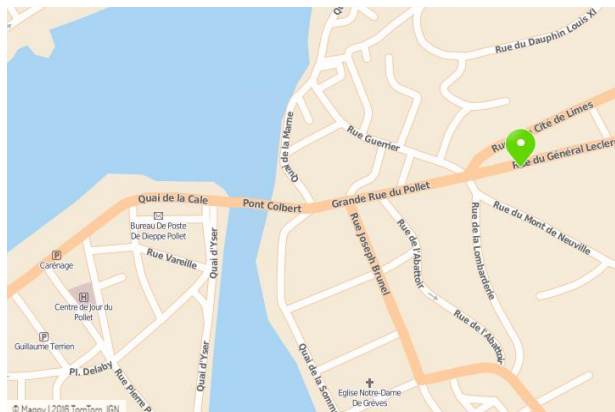 Rue du Dauphin Louis XI
Cité de Limes
Rue Guerrier
Quai de la Marne
Rue du Général Leclerc
Grande Rue du Pollet
Quai de la Cale
Pont Colbert
Bureau De Poste
De Dieppe Pollet
Quai d'Yser
Rue Vareille
Rue du Mont de Neuville
Rue de la Lombarderie
Rue de l'Abattoir
Rue Joseph Brunel
P
Carénage
H
Centre de Jour du
Pollet
P
Guillaume Terrien
Rue de l'Abattoir
Pl. Delaby
Rue Pierre P
Quai d'Yser
Quai de la Somm
Eglise Notre-Dame
De Grèves
© Mappy | 2016 TomTom, IGN